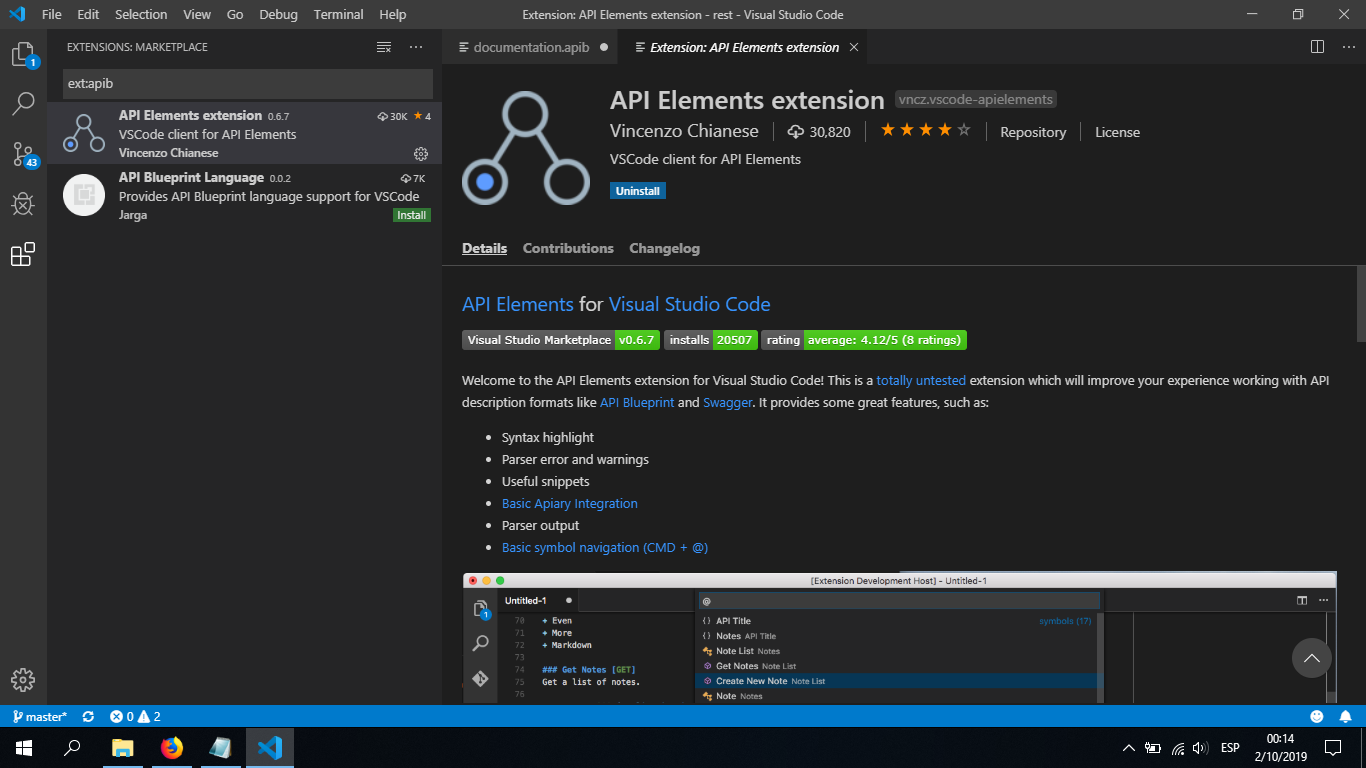 File Edit Selection View Go Debug Terminal Help
Extension: API Elements extension - rest - Visual Studio Code
EXTENSIONS: MARKETPLACE
ext:apib
API Elements extension 0.6.7 30K 4
VSCode client for API Elements
Vincenzo Chianese
API Blueprint Language 0.0.2 7K
Provides API Blueprint language support for VSCode
Jarga Install
1
43
documentation.apib
Extension: API Elements extension
API Elements extension vncz.vscode-apielements
Vincenzo Chianese 30,820 Repository License
VSCode client for API Elements
Uninstall
Details Contributions Changelog
API Elements for Visual Studio Code
Visual Studio Marketplace v0.6.7 installs 20507 rating average: 4.12/5 (8 ratings)
Welcome to the API Elements extension for Visual Studio Code! This is a totally untested extension which will improve your experience working with API
description formats like API Blueprint and Swagger. It provides some great features, such as:
Syntax highlight
Parser error and warnings
Useful snippets
Basic Apiary Integration
Parser output
Basic symbol navigation (CMD + @)
[Extension Development Host] - Untitled-1
Untitled-1
1
70 + Even
71 + More
72 + Markdown
73
74 ### Get Notes [GET]
75 Get a list of notes.
76
@
{} API Title symbols (17)
{} Notes API Title
Note List Notes
Get Notes Note List
Create New Note Note List
Note Notes
master* 0 2
ESP
00:14
2/10/2019